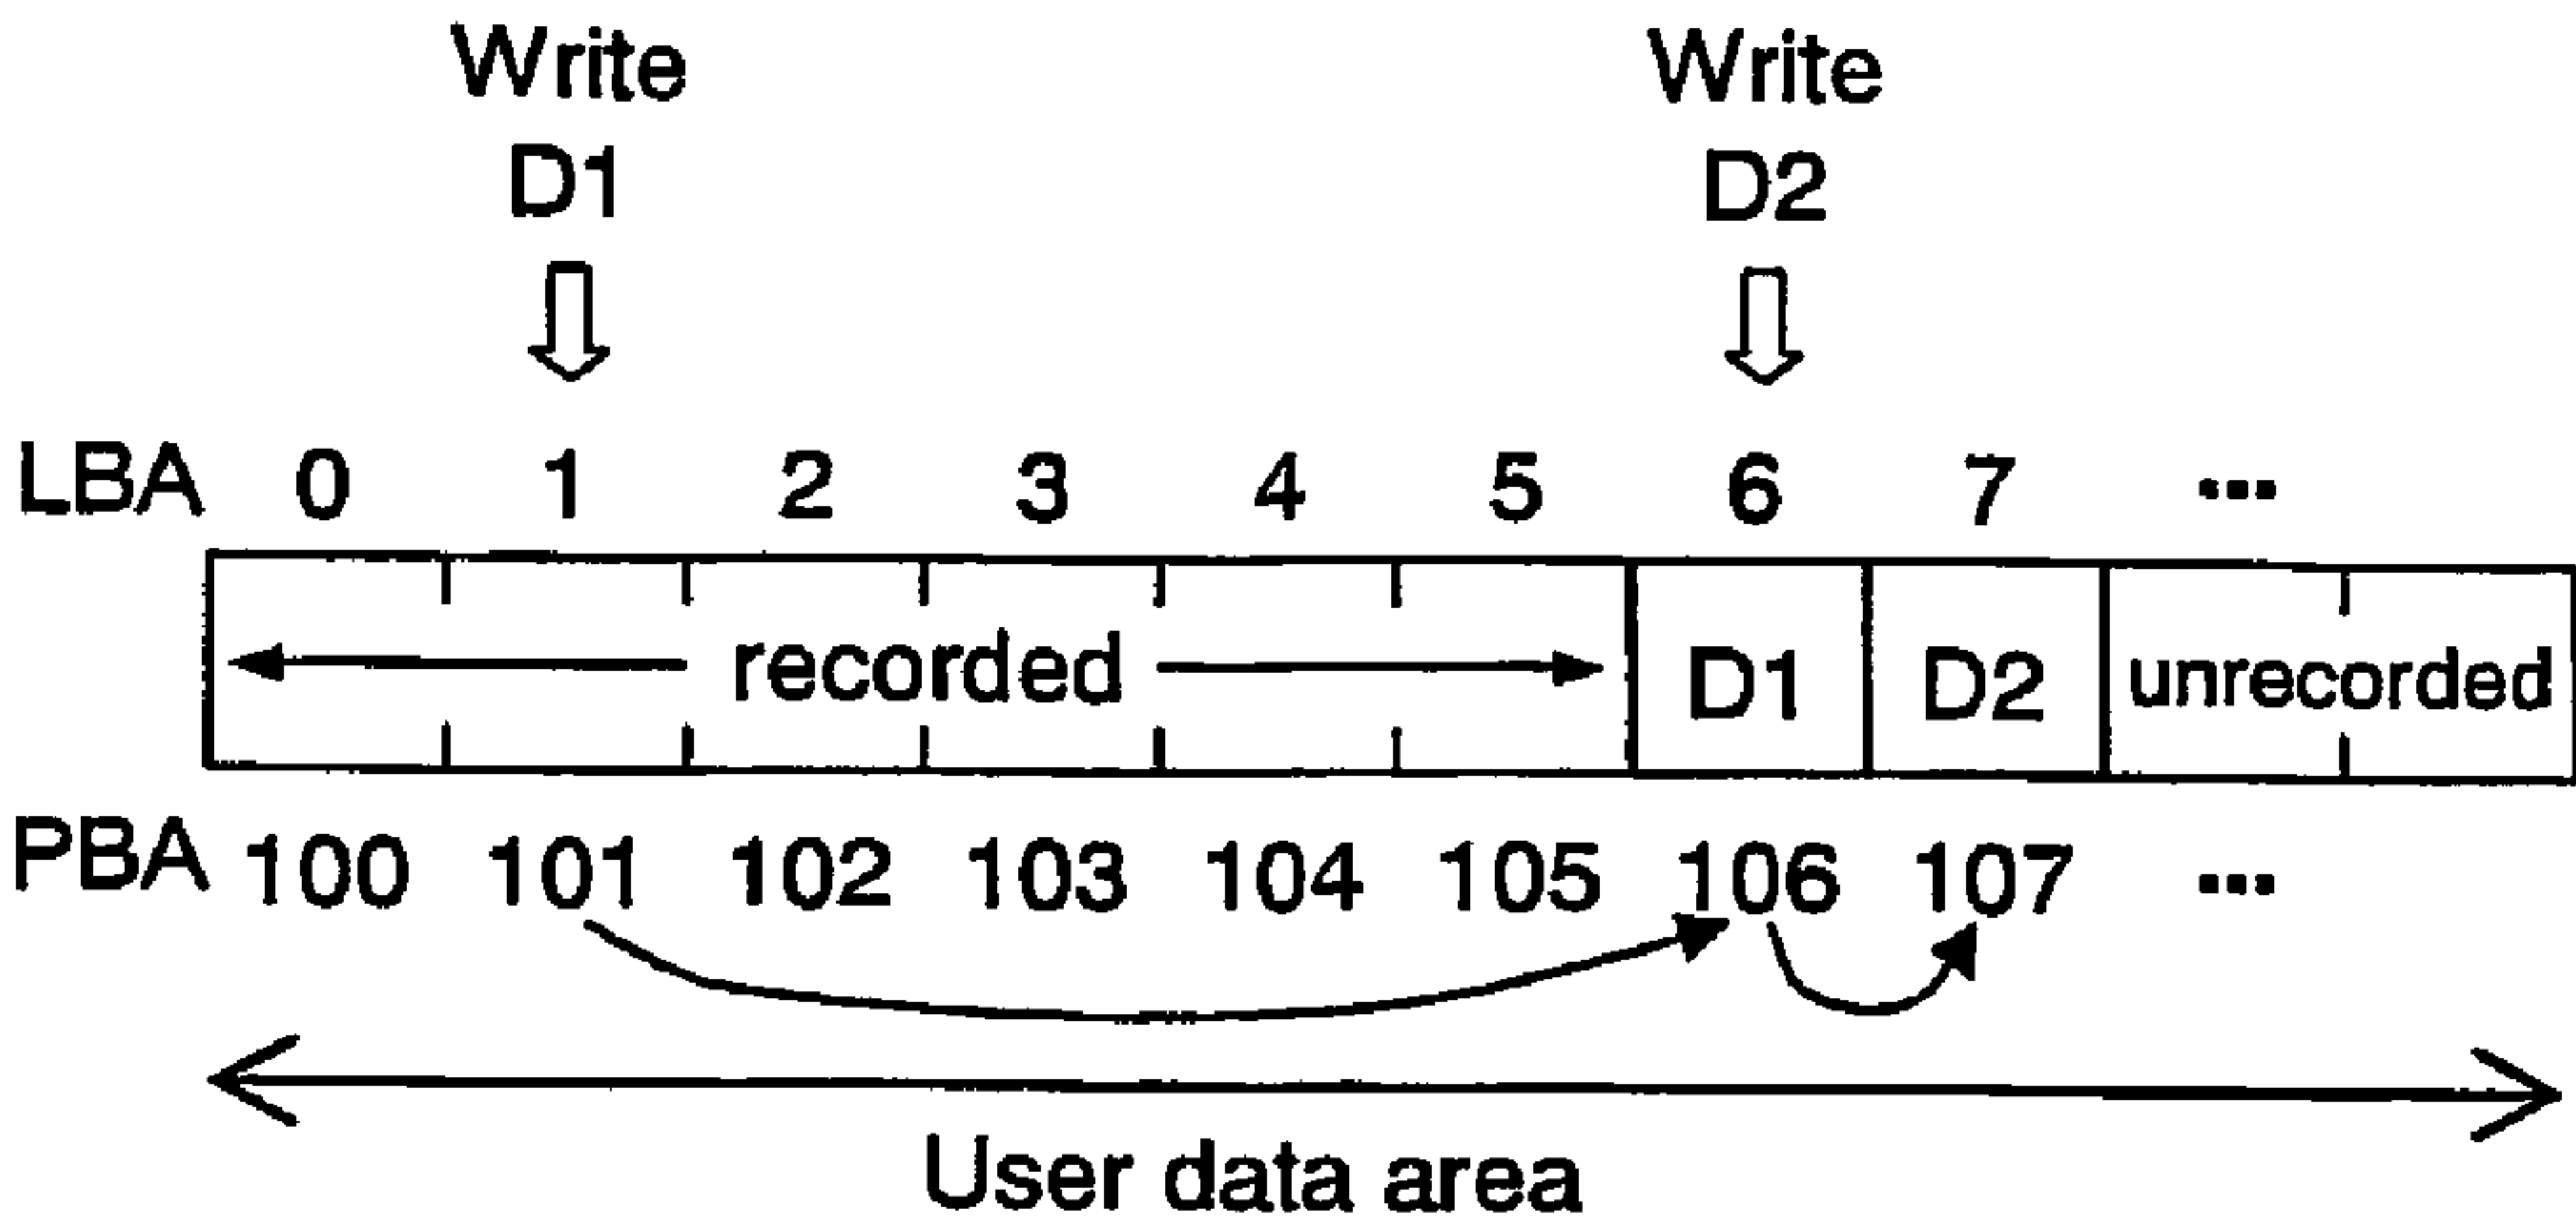 Write Write
D1 D2
LBA 0 1 2 3 4 5 6 7 ...
recorded D1 D2 unrecorded
PBA 100 101 102 103 104 105 106 107 ...
User data area